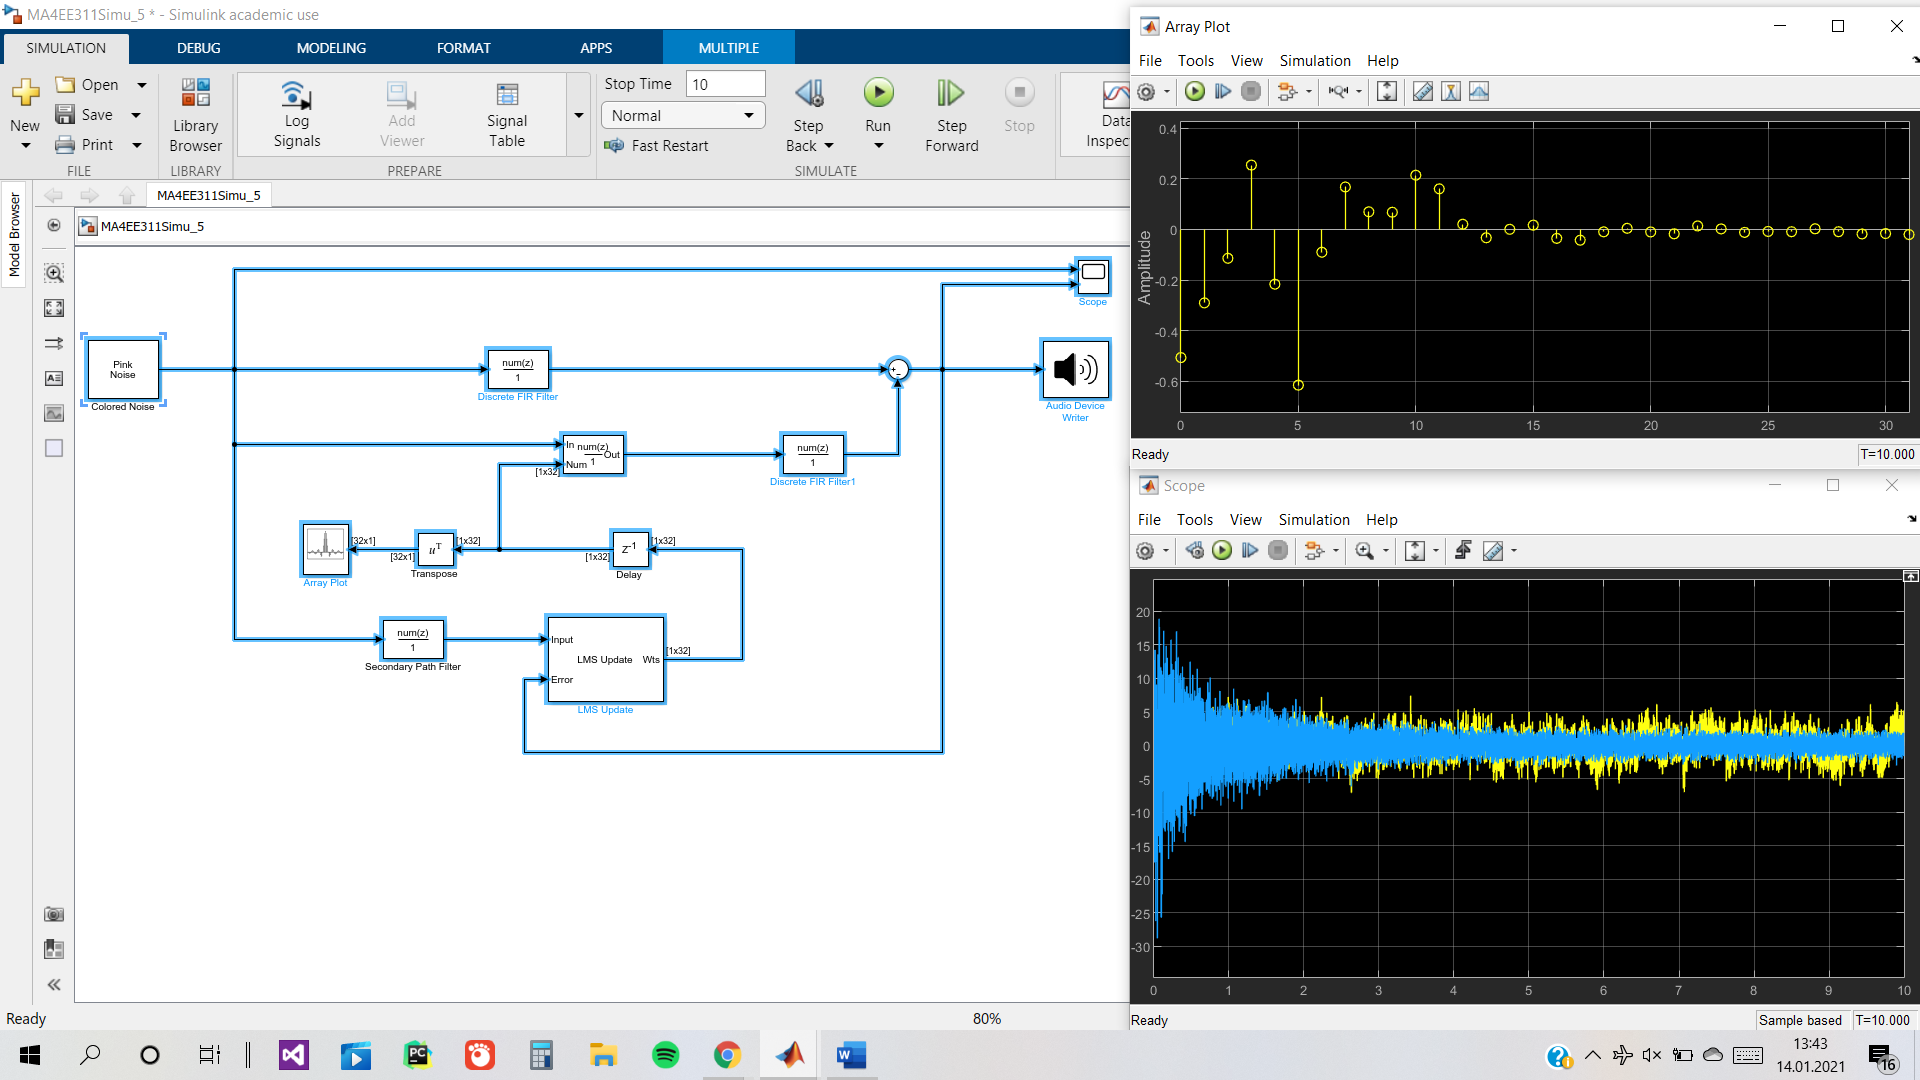 MA4EE311Simu_5 * - Simulink academic use
SIMULATION
DEBUG
MODELING
FORMAT
APPS
MULTIPLE
New
Open
Save
Print
FILE
Library
Browser
LIBRARY
Log
Signals
Add
Viewer
Signal
Table
PREPARE
Stop Time 10
Normal
Fast Restart
Step
Back
Run
Step
Forward
Stop
SIMULATE
Data
Inspec
Model Browser
MA4EE311Simu_5
MA4EE311Simu_5
Scope
Pink
Noise
Colored Noise
num(z)
1
Discrete FIR Filter
+
-
Audio Device
Writer
In
num(z)
1
Out
Num
[1x32]
num(z)
1
Discrete FIR Filter1
[32x1]
Array Plot
[32x1]
uT
[1x32]
Transpose
[1x32]
Z-1
[1x32]
Delay
num(z)
1
Secondary Path Filter
Input
LMS Update
Wts
Error
[1x32]
LMS Update
Ready
80%
Array Plot
File Tools View Simulation Help
Amplitude
0.4
0.2
0
-0.2
-0.4
-0.6
0 5 10 15 20 25 30
Ready
T=10.000
Scope
File Tools View Simulation Help
20
15
10
5
0
-5
-10
-15
-20
-25
-30
0 1 2 3 4 5 6 7 8 9 10
Ready
Sample based
T=10.000
PC
W
13:43
14.01.2021
16